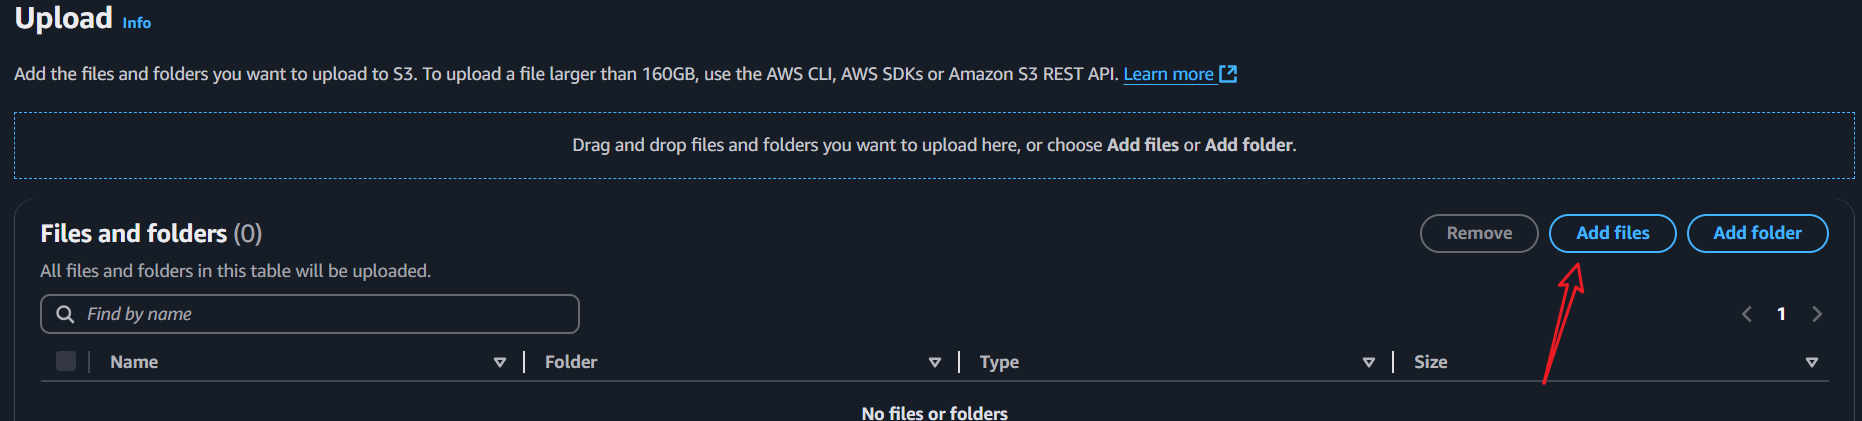 Upload Info
Add the files and folders you want to upload to S3. To upload a file larger than 160GB, use the AWS CLI, AWS SDKs or Amazon S3 REST API. Learn more
Drag and drop files and folders you want to upload here, or choose Add files or Add folder.
Files and folders (0)
Remove
Add files
Add folder
All files and folders in this table will be uploaded.
Find by name
1
Name
Folder
Type
Size
No files or folders